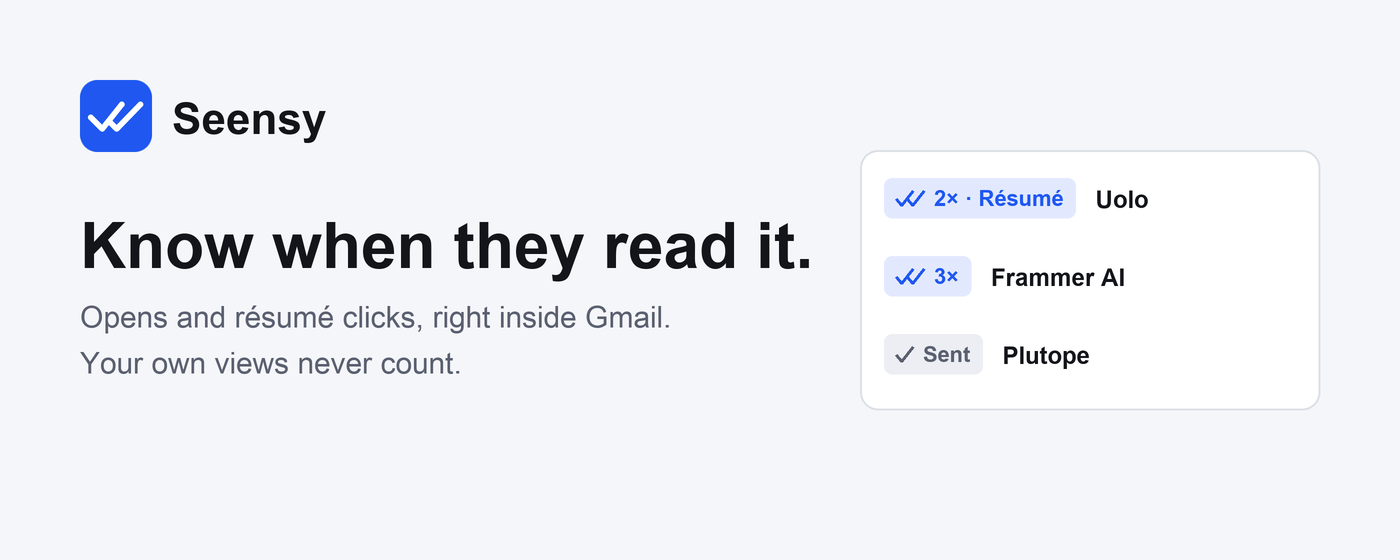 Seensy
Know when they read it.
Opens and résumé clicks, right inside Gmail.
Your own views never count.
2× · Résumé Uolo
3× Frammer AI
Sent Plutope